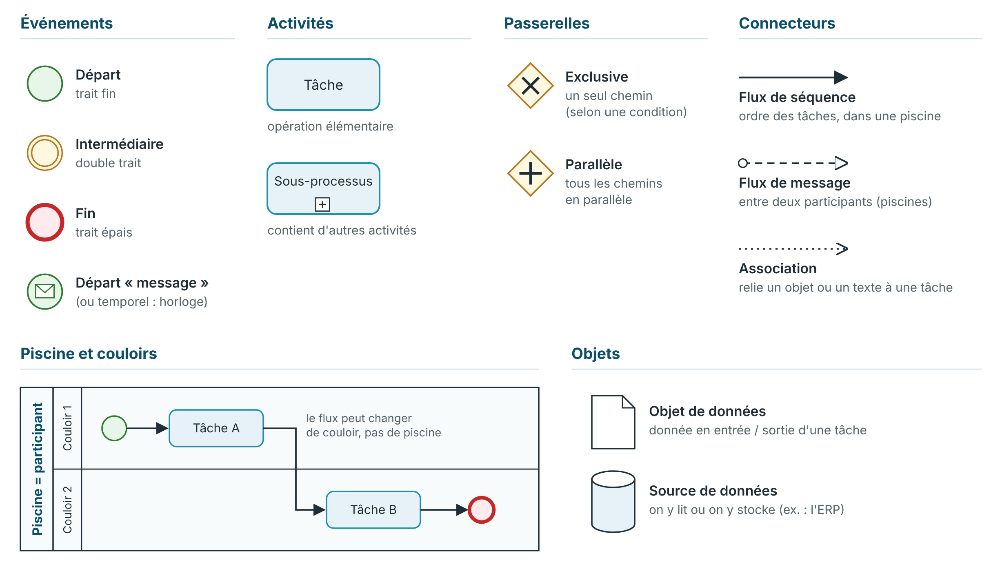 Événements
Départ
trait fin
Intermédiaire
double trait
Fin
trait épais
Départ « message »
(ou temporel : horloge)
Activités
Tâche
opération élémentaire
Sous-processus
contient d'autres activités
Passerelles
Exclusive
un seul chemin
(selon une condition)
Parallèle
tous les chemins
en parallèle
Connecteurs
Flux de séquence
ordre des tâches, dans une piscine
Flux de message
entre deux participants (piscines)
Association
relie un objet ou un texte à une tâche
Piscine et couloirs
Piscine = participant
Couloir 1
Tâche A
le flux peut changer
de couloir, pas de piscine
Couloir 2
Tâche B
Objets
Objet de données
donnée en entrée / sortie d'une tâche
Source de données
on y lit ou on y stocke (ex. : l'ERP)